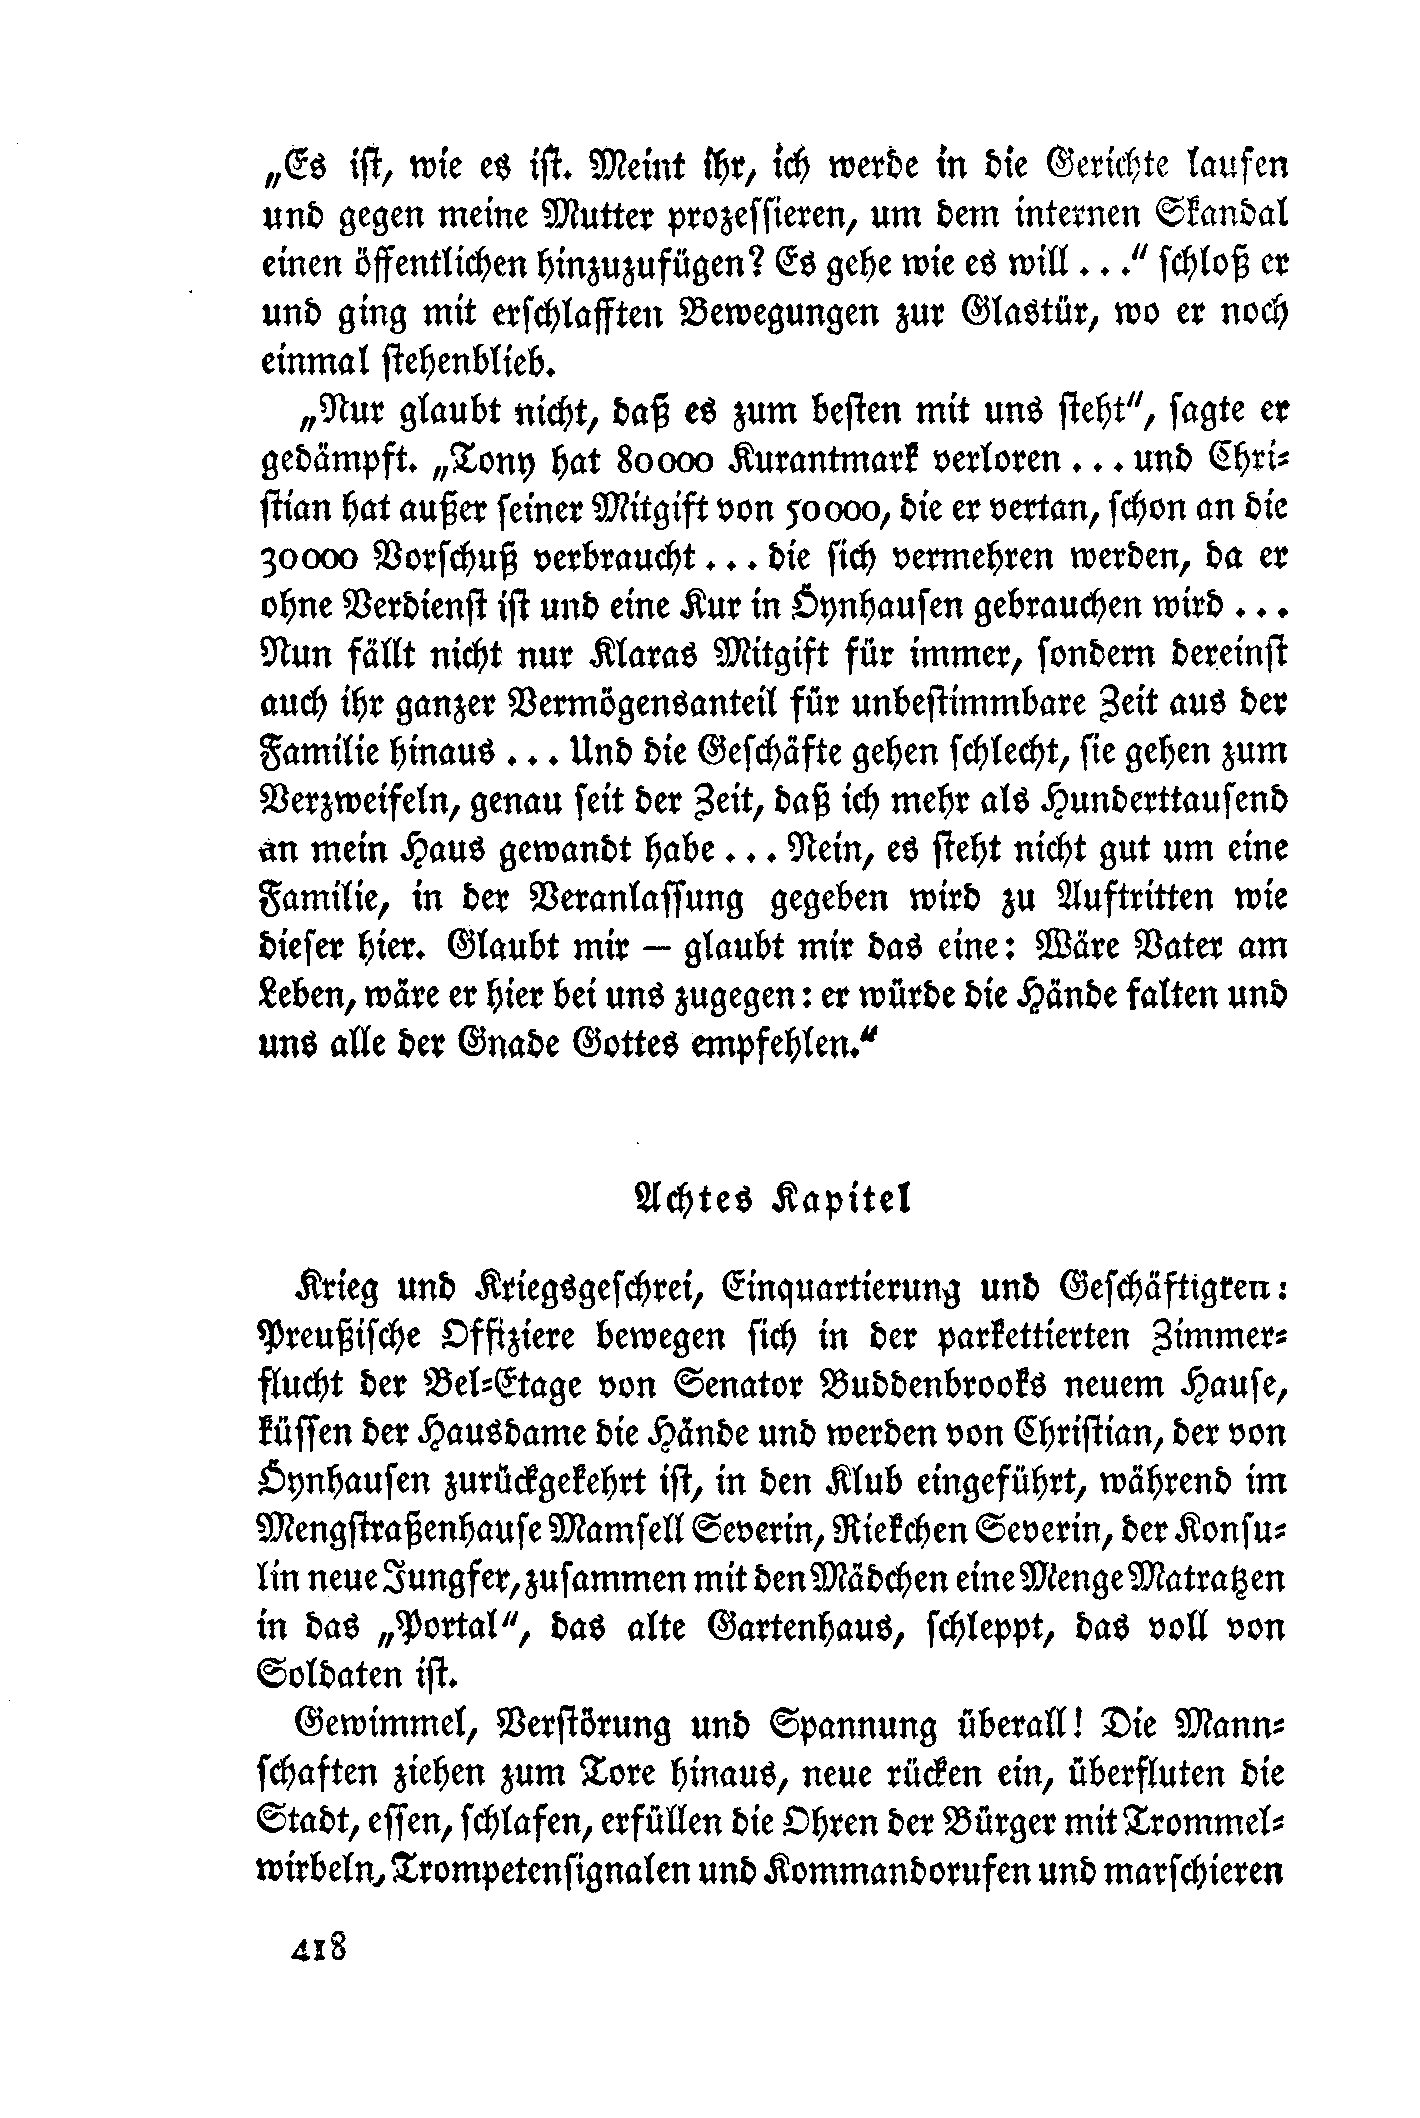 „Es ist, wie es ist. Meint ihr, ich werde in die Gerichte laufen
und gegen meine Mutter prozessieren, um dem internen Skandal
einen öffentlichen hinzuzufügen? Es gehe wie es will . . .“ schloß er
und ging mit erschlafften Bewegungen zur Glastür, wo er noch
einmal stehenblieb.
„Nur glaubt nicht, daß es zum besten mit uns steht“, sagte er
gedämpft. „Tony hat 80000 Kurantmark verloren . . . und Chri-
stian hat außer seiner Mitgift von 50000, die er vertan, schon an die
30000 Vorschuß verbraucht . . . die sich vermehren werden, da er
ohne Verdienst ist und eine Kur in Öynhausen gebrauchen wird . . .
Nun fällt nicht nur Klaras Mitgift für immer, sondern dereinst
auch ihr ganzer Vermögensanteil für unbestimmbare Zeit aus der
Familie hinaus . . . Und die Geschäfte gehen schlecht, sie gehen zum
Verzweifeln, genau seit der Zeit, daß ich mehr als Hunderttausend
an mein Haus gewandt habe . . . Nein, es steht nicht gut um eine
Familie, in der Veranlassung gegeben wird zu Auftritten wie
dieser hier. Glaubt mir — glaubt mir das eine: Wäre Vater am
Leben, wäre er hier bei uns zugegen: er würde die Hände falten und
uns alle der Gnade Gottes empfehlen.“
Achtes Kapitel
Krieg und Kriegsgeschrei, Einquartierung und Geschäftigkeit!
Preußische Offiziere bewegen sich in der parkettierten Zimmer-
flucht der Bel-Etage von Senator Buddenbrooks neuem Hause,
küssen der Hausdame die Hände und werden von Christian, der von
Öynhausen zurückgekehrt ist, in den Klub eingeführt, während im
Mengstraßenhause Mamsell Severin, Riekchen Severin, der Konsu-
lin neue Jungfer, zusammen mit den Mädchen eine Menge Matratzen
in das „Portal“, das alte Gartenhaus, schleppt, das voll von
Soldaten ist.
Gewimmel, Verstörung und Spannung überall! Die Mann-
schaften ziehen zum Tore hinaus, neue rücken ein, überfluten die
Stadt, essen, schlafen, erfüllen die Ohren der Bürger mit Trommel-
wirbeln, Trompetensignalen und Kommandorufen und marschieren
418